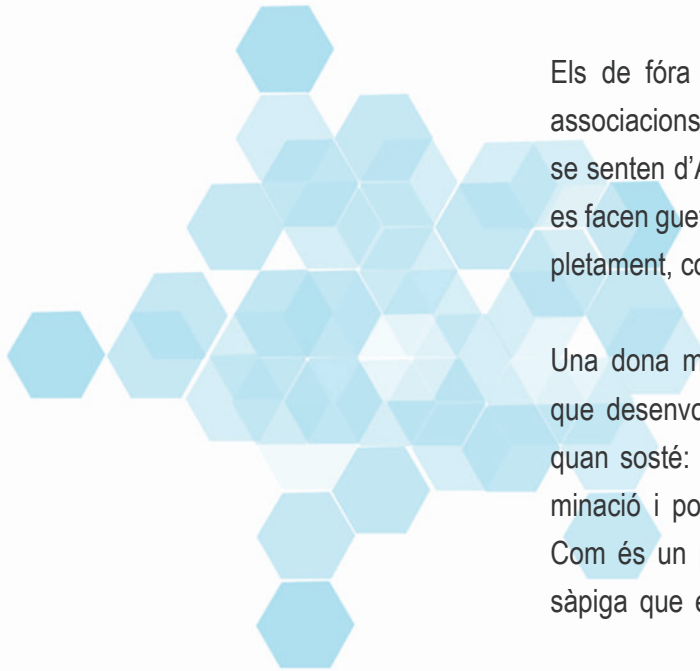 Els de fóra
associacions
se senten d'A
es facen gue
pletament, co
Una dona m
que desenvo
quan sosté:
minació i po
Com és un
sàpiga que e